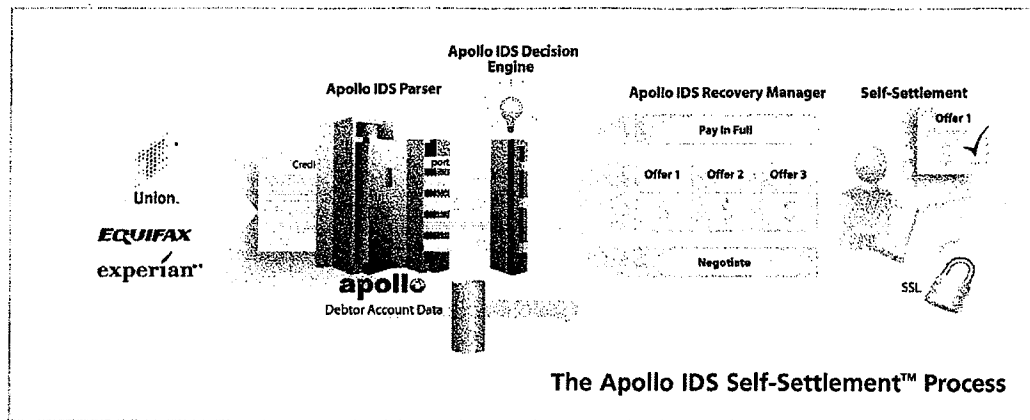 Apollo IDS Decision
Engine
Apollo IDS Parser
Apollo IDS Recovery Manager
Self-Settlement
Offer 1
Pay In Full
Credi
port
Offer 1
Offer 2
Offer 3
Union.
EQUIFAX
experian
Negotiate
SSL
apollo
Debtor Account Data
The Apollo IDS Self-Settlement™ Process